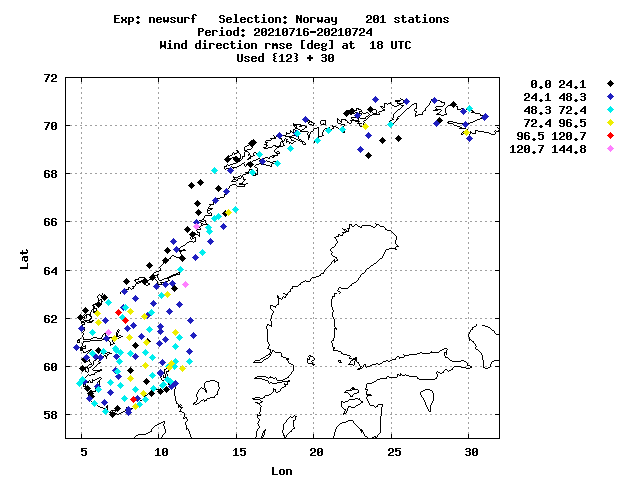 Exp: newsurf Selection: Norway 201 stations
Period: 20210716-20210724
Wind direction rmse [deg] at 18 UTC
Used {12} + 30
0.0 24.1
24.1 48.3
48.3 72.4
72.4 96.5
96.5 120.7
120.7 144.8
72
70
68
66
64
62
60
58
Lat
5 10 15 20 25 30
Lon